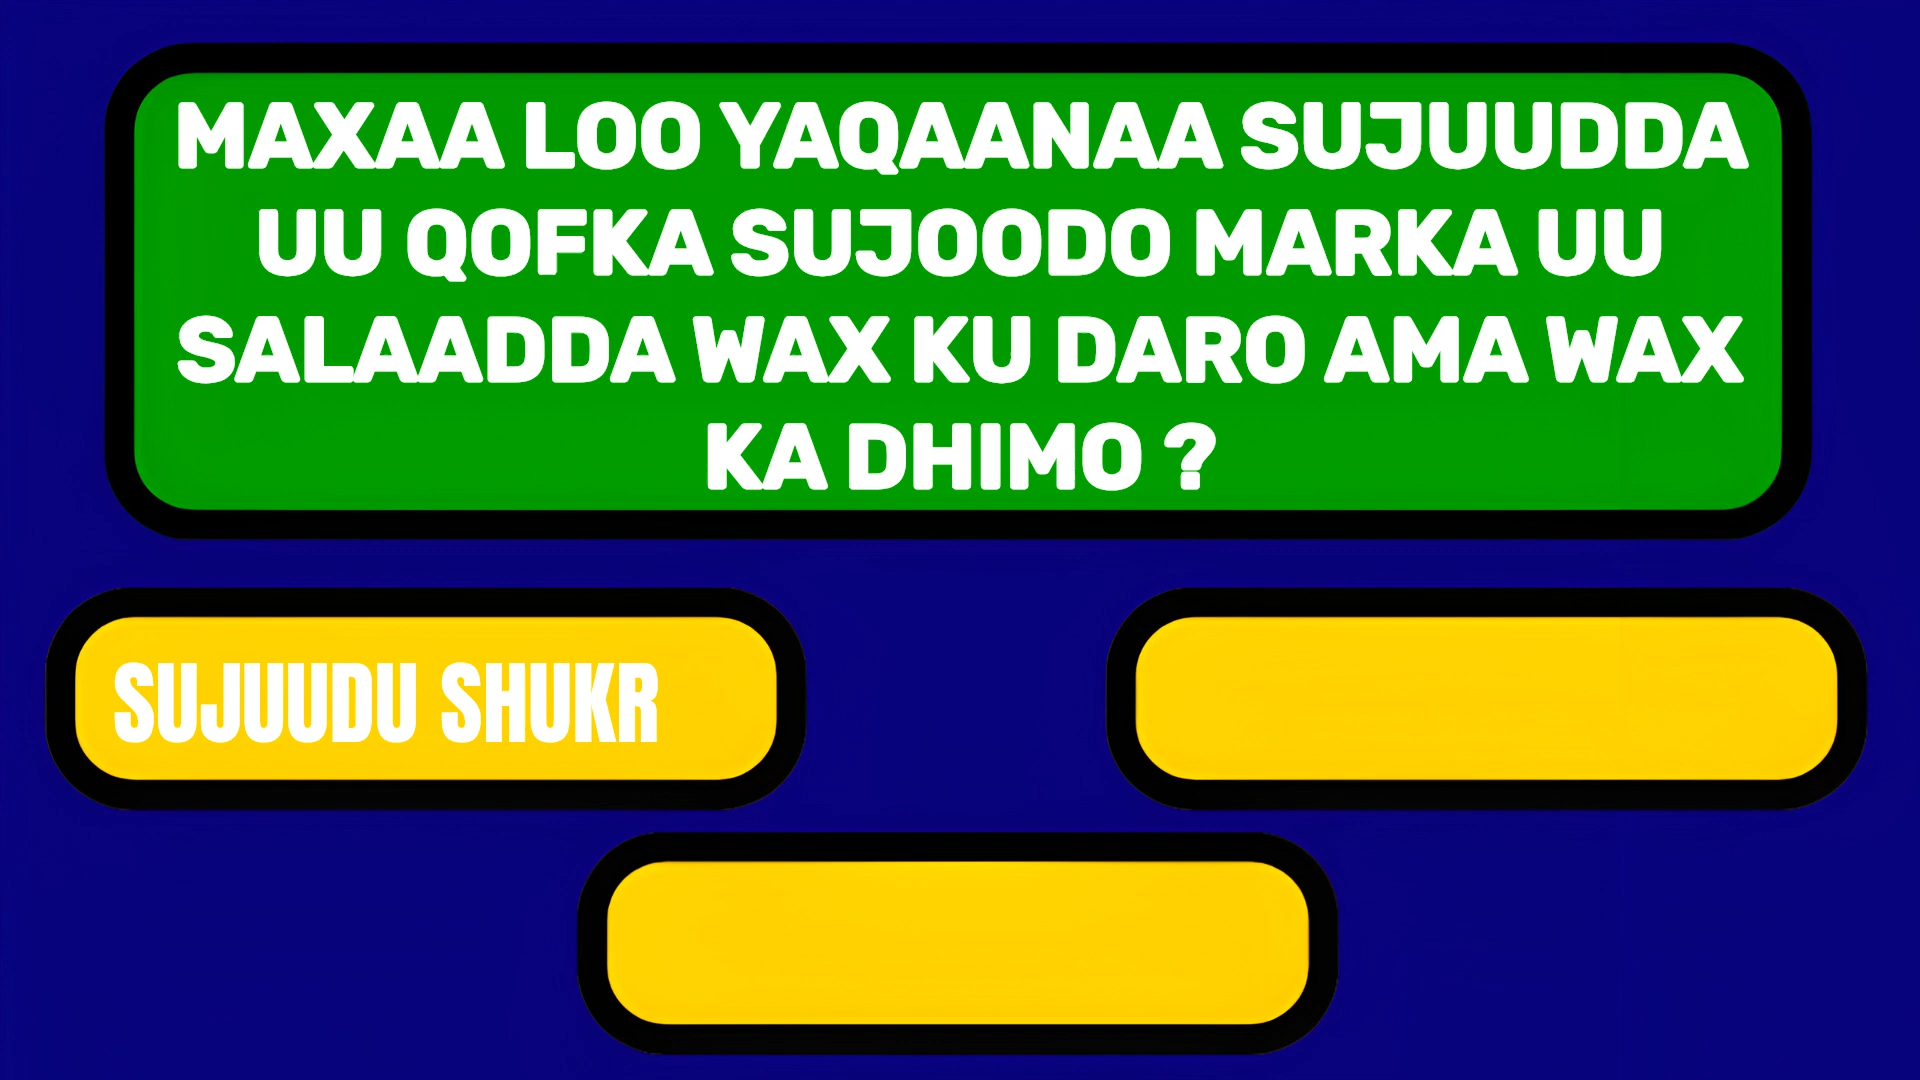 MAXAA LOO YAQAANAA SUJUUDDA
UU QOFKA SUJOODO MARKA UU
SALAADDA WAX KU DARO AMA WAX
KA DHIMO ?
SUJUUDU SHUKR